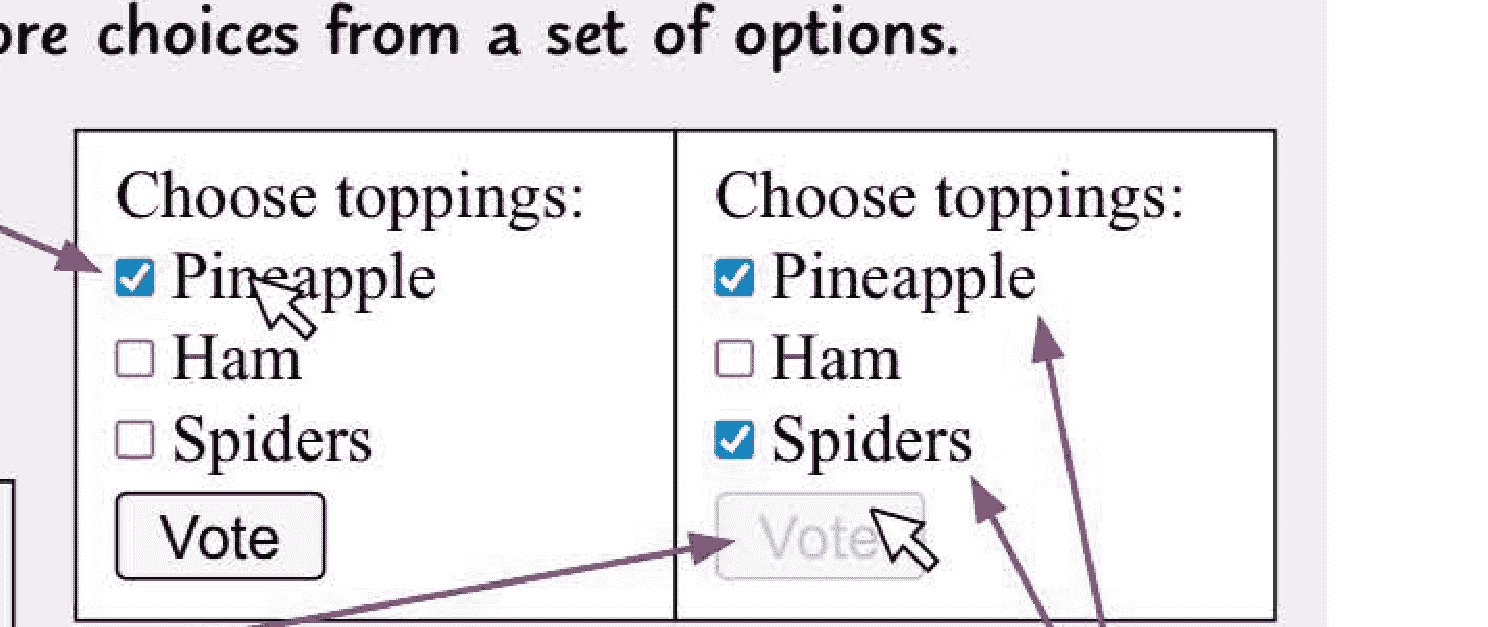 ore choices from a set of options.
Choose toppings:
Pineapple
Ham
Spiders
Vote
Choose toppings:
Pineapple
Ham
Spiders
Vote